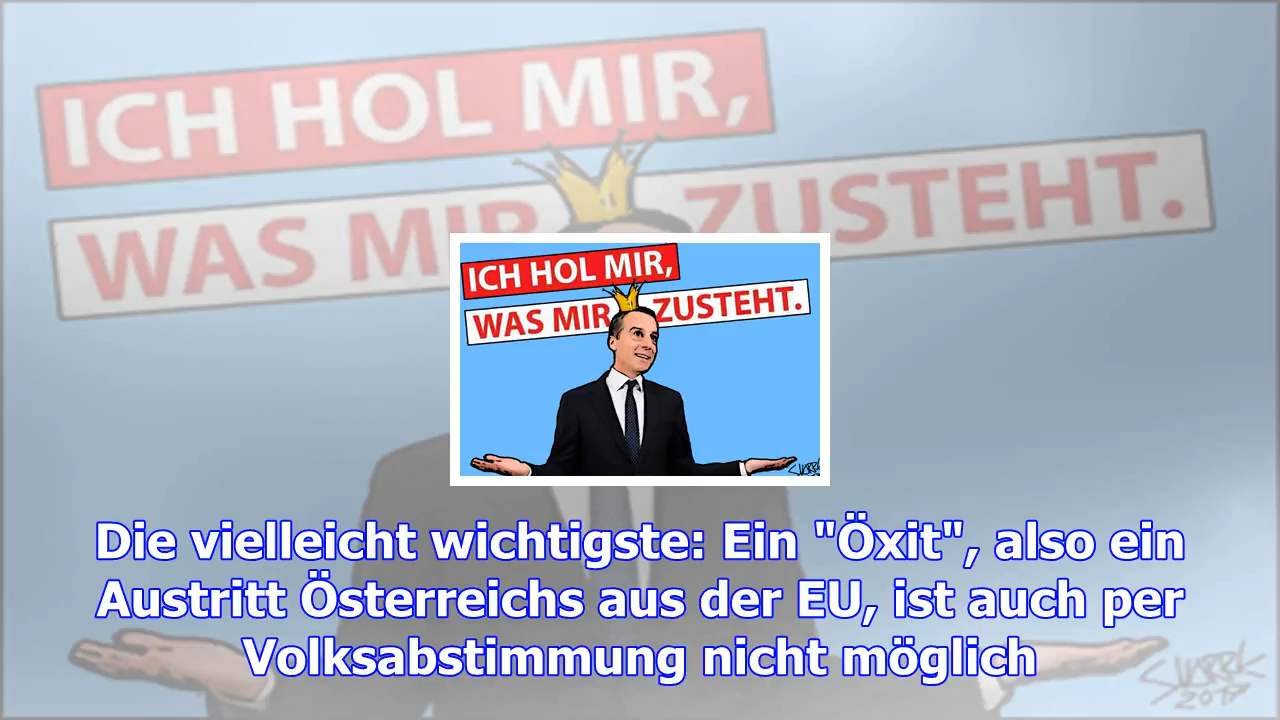 ICH HOL MIR,
WAS MIR ZUSTEHT.
ICH HOL MIR,
WAS MIR ZUSTEHT.
Die vielleicht wichtigste: Ein "Öxit", also ein
Austritt Österreichs aus der EU, ist auch per
Volksabstimmung nicht möglich
2017